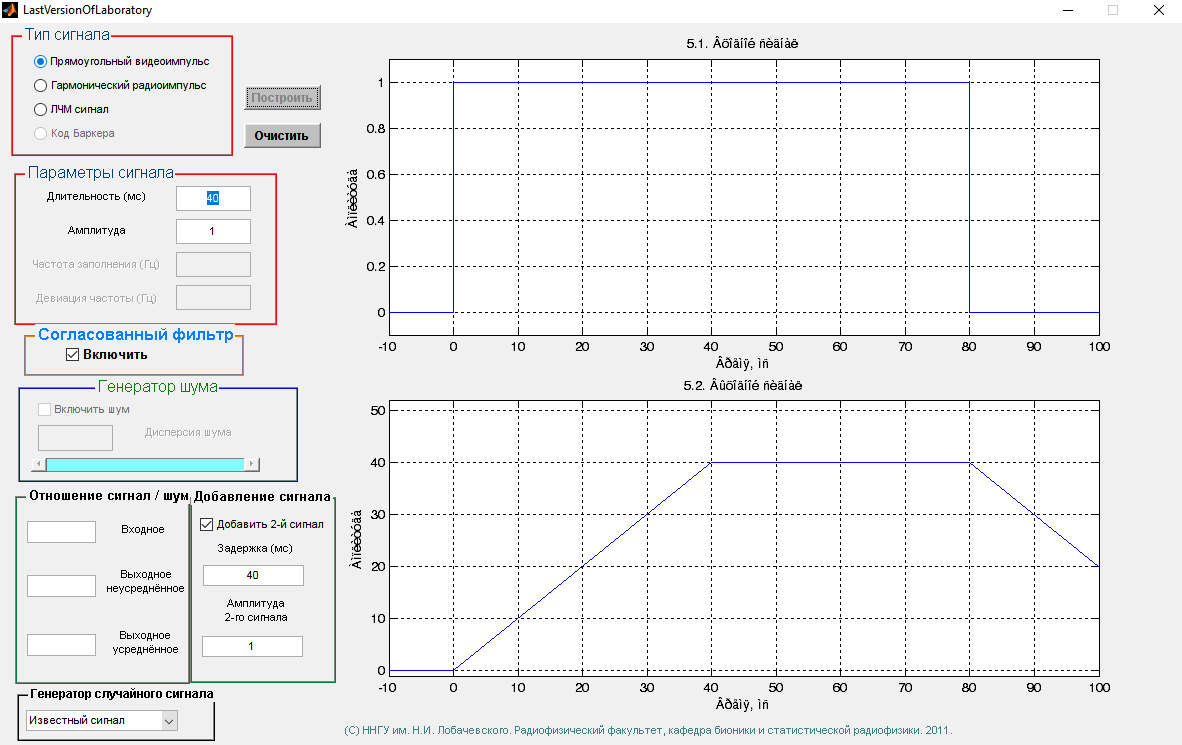 LastVersionOfLaboratory
Тип сигнала
Прямоугольный видеоимпульс
Гармонический радиоимпульс
ЛЧМ сигнал
Код Баркера
Построить
Очистить
Параметры сигнала
Длительность (мс)
40
Амплитуда
1
Частота заполнения (Гц)
Девиация частоты (Гц)
Согласованный фильтр
Включить
Генератор шума
Включить шум
Дисперсия шума
Отношение сигнал / шум
Входное
Выходное
неусреднённое
Выходное
усреднённое
Добавление сигнала
Добавить 2-й сигнал
Задержка (мс)
40
Амплитуда
2-го сигнала
1
Генератор случайного сигнала
Известный сигнал
5.1. Âõîäíîé ñèãíàë
Àìïëèòóäà
1
0.8
0.6
0.4
0.2
0
-10 0 10 20 30 40 50 60 70 80 90 100
Âðåìÿ, ìñ
5.2. Âûõîäíîé ñèãíàë
Àìïëèòóäà
50
40
30
20
10
0
-10 0 10 20 30 40 50 60 70 80 90 100
Âðåìÿ, ìñ
(C) ННГУ им. Н.И. Лобачевского. Радиофизический факультет, кафедра бионики и статистической радиофизики. 2011.